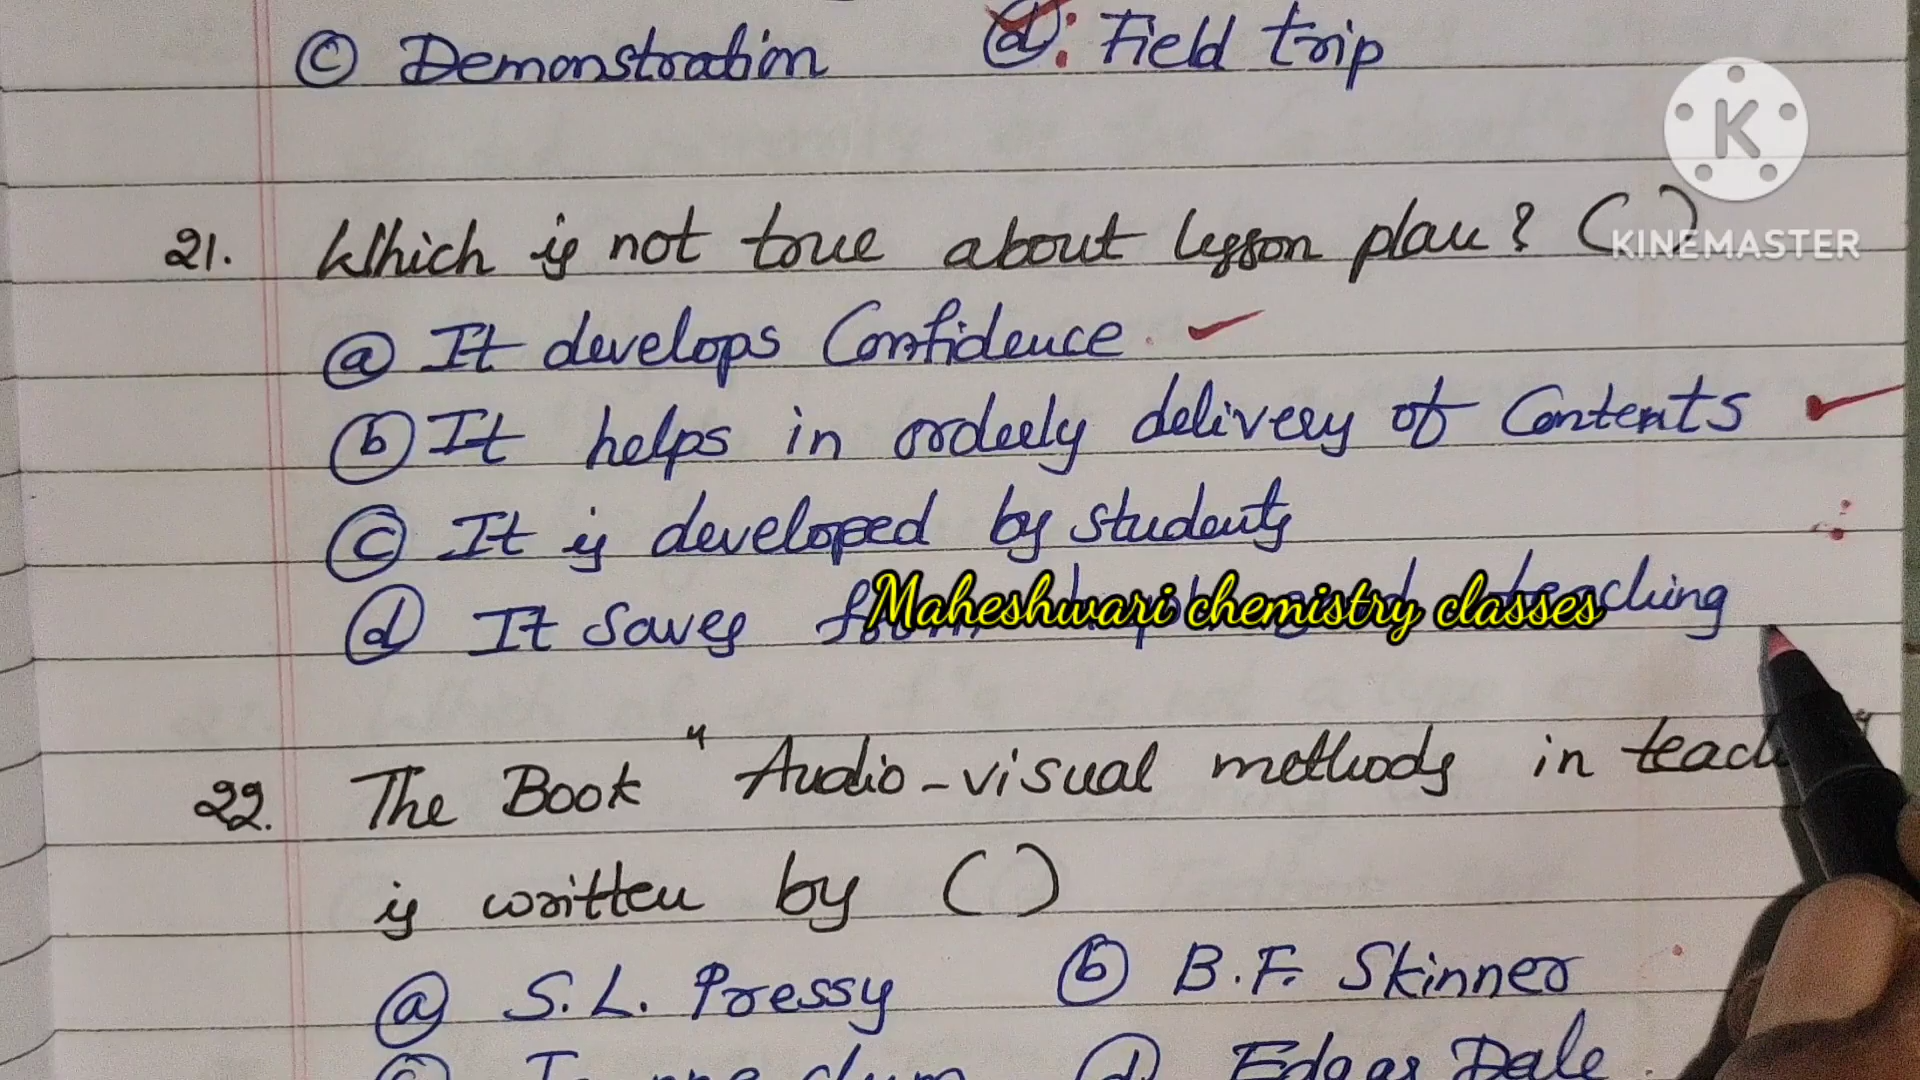 ⓒ Demonstration ⓓ: Field trip
K
KINEMASTER
21. Which is not true about lesson plan? ( )
ⓐ It develops Confidence.
ⓑ It helps in orderly delivery of Contents
ⓒ It is developed by students
ⓓ It saves from teaching
Maheshwari chemistry classes
22. The Book "Audio-visual methods in
is written by ( )
ⓐ S.L. Pressy ⓑ B.F. Skinner
ⓒ ⓓ Edgar Dale